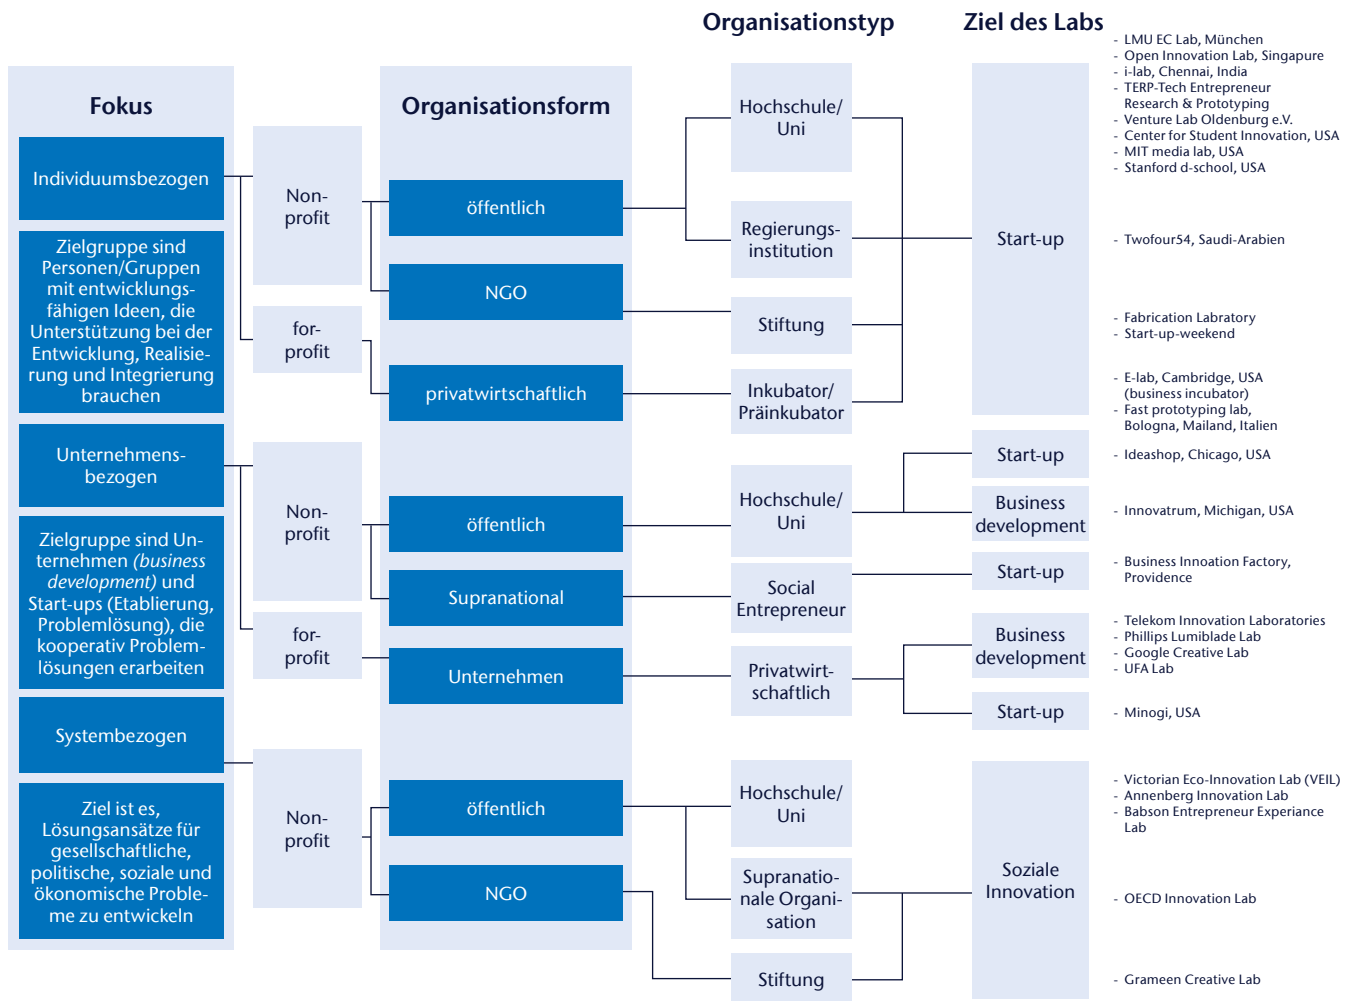 Organisationstyp
Ziel des Labs
Fokus
Organisationsform
Individuumsbezogen
Zielgruppe sind
Personen/Gruppen
mit entwicklungs-
fähigen Ideen, die
Unterstützung bei der
Entwicklung, Realisie-
rung und Integrierung
brauchen
Non-
profit
for-
profit
öffentlich
NGO
privatwirtschaftlich
Hochschule/
Uni
Regierungs-
institution
Stiftung
Inkubator/
Präinkubator
Start-up
- LMU EC Lab, München
- Open Innovation Lab, Singapure
- i-lab, Chennai, India
- TERP-Tech Entrepreneur
Research & Prototyping
- Venture Lab Oldenburg e.V.
- Center for Student Innovation, USA
- MIT media lab, USA
- Stanford d-school, USA
- Twofour54, Saudi-Arabien
- Fabrication Labratory
- Start-up-weekend
- E-lab, Cambridge, USA
(business incubator)
- Fast prototyping lab,
Bologna, Mailand, Italien
Unternehmens-
bezogen
Zielgruppe sind Un-
ternehmen (business
development) und
Start-ups (Etablierung,
Problemlösung), die
kooperativ Problem-
lösungen erarbeiten
Non-
profit
for-
profit
öffentlich
Supranational
Unternehmen
Hochschule/
Uni
Social
Entrepreneur
Privatwirt-
schaftlich
Start-up
Business
development
Start-up
Business
development
Start-up
- Ideashop, Chicago, USA
- Innovatrum, Michigan, USA
- Business Innoation Factory,
Providence
- Telekom Innovation Laboratories
- Phillips Lumiblade Lab
- Google Creative Lab
- UFA Lab
- Minogi, USA
Systembezogen
Ziel ist es,
Lösungsansätze für
gesellschaftliche,
politische, soziale und
ökonomische Proble-
me zu entwickeln
Non-
profit
öffentlich
NGO
Hochschule/
Uni
Supranatio-
nale Organi-
sation
Stiftung
Soziale
Innovation
- Victorian Eco-Innovation Lab (VEIL)
- Annenberg Innovation Lab
- Babson Entrepreneur Experiance
Lab
- OECD Innovation Lab
- Grameen Creative Lab